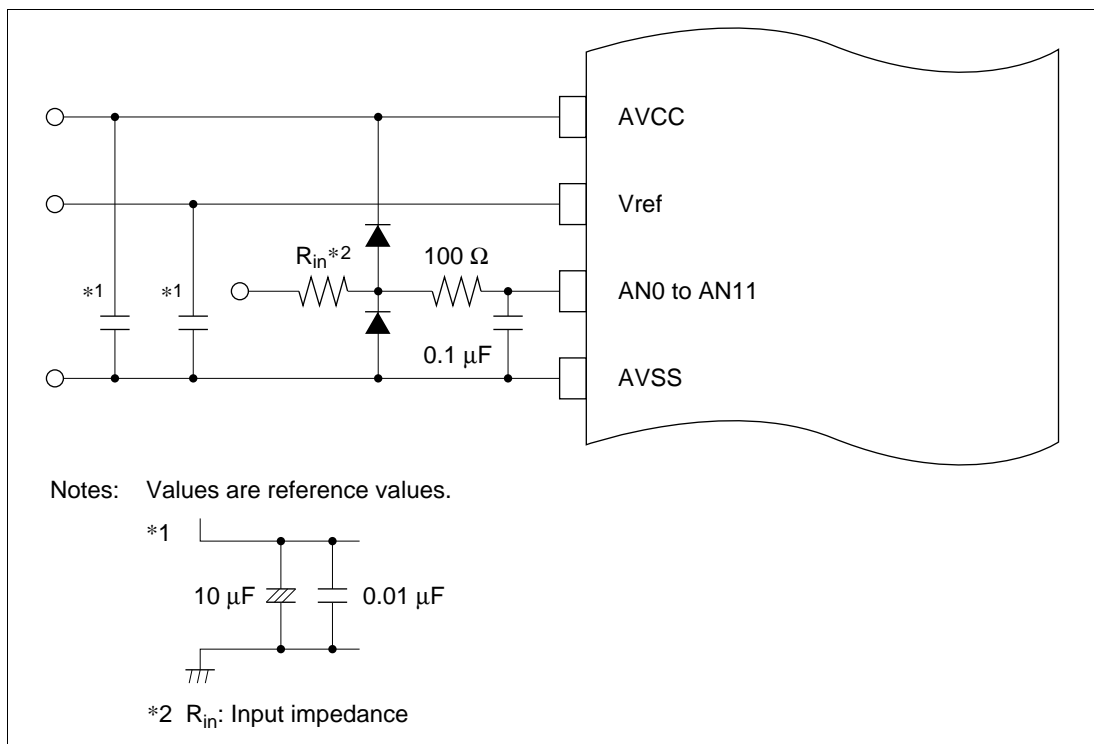 AVCC
Vref
Rin*2
100 Ω
*1
*1
AN0 to AN11
0.1 μF
AVSS
Notes: Values are reference values.
*1
10 μF
0.01 μF
*2 Rin: Input impedance